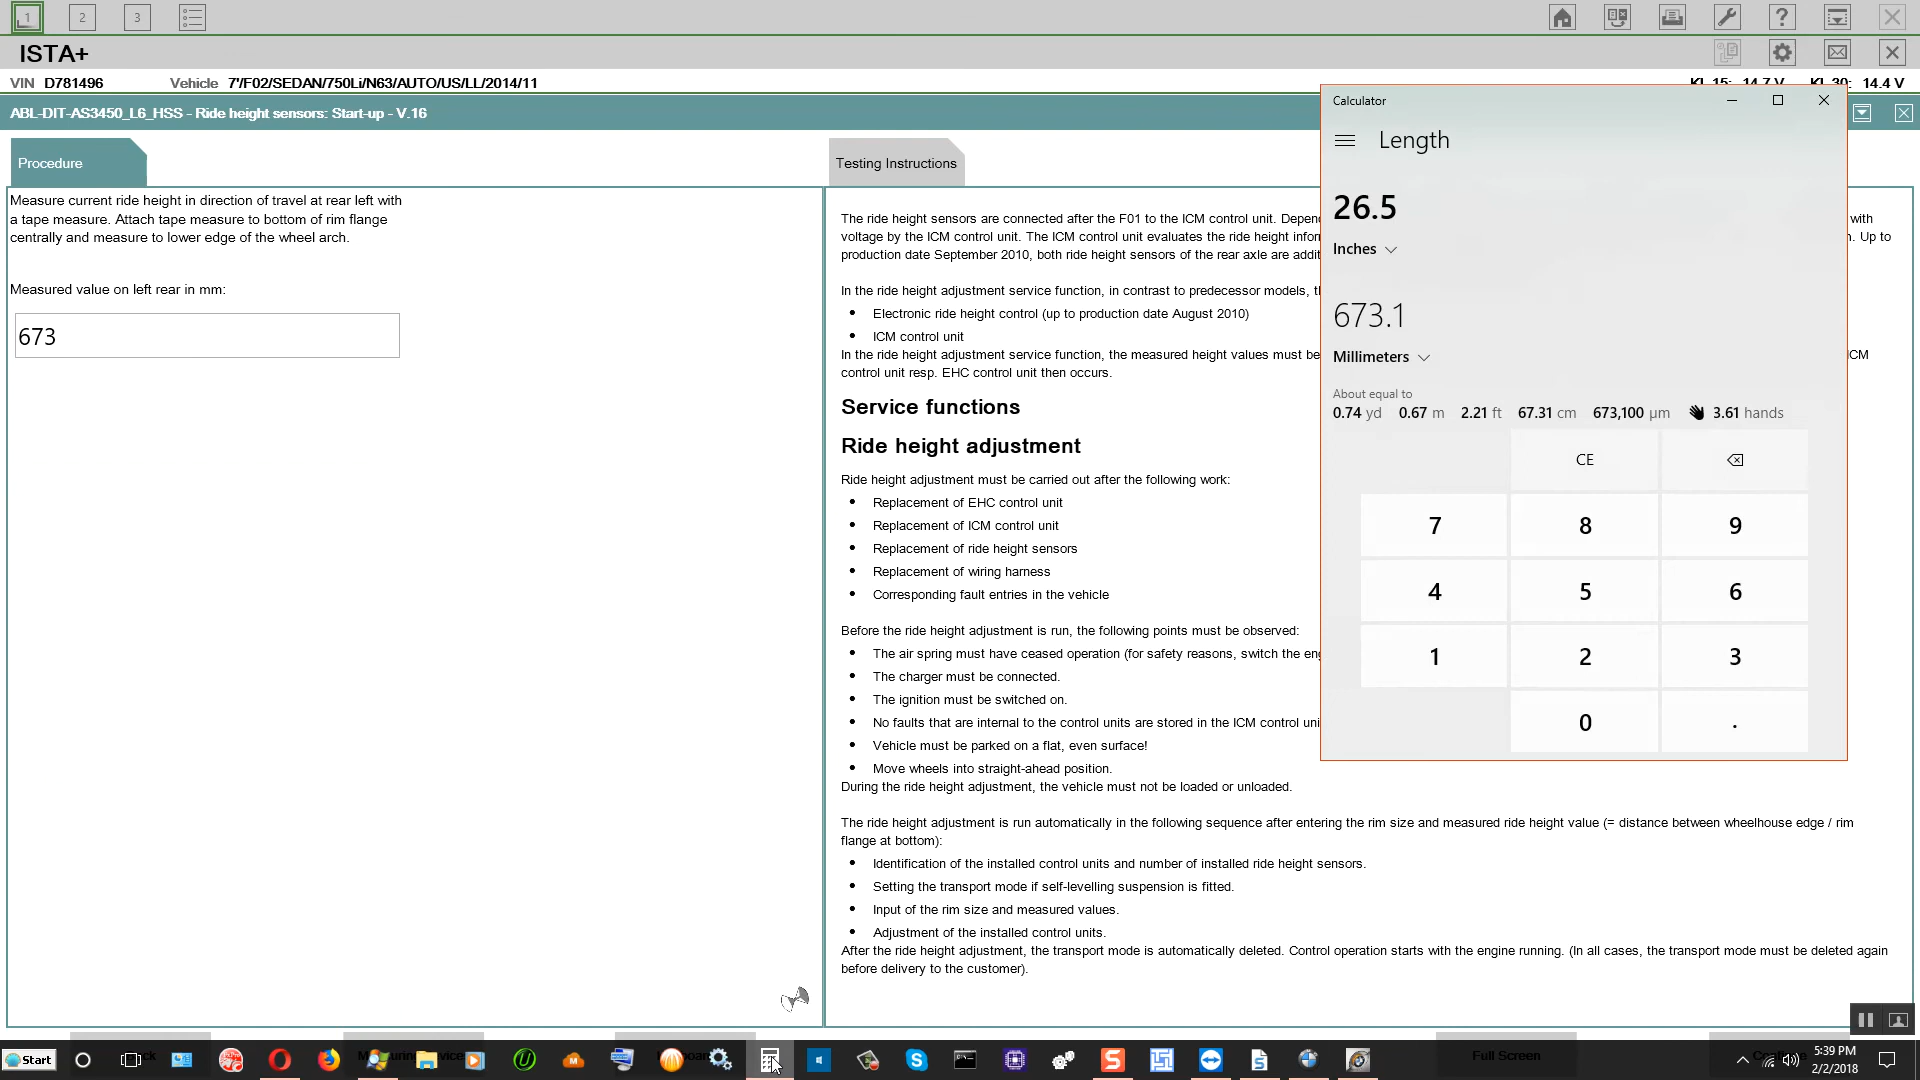 1
2
3
?
ISTA+
VIN D781496 Vehicle 7'/F02/SEDAN/750Li/N63/AUTO/US/LL/2014/11 KL 15: 14.7 V KL 30: 14.4 V
ABL-DIT-AS3450_L6_HSS - Ride height sensors: Start-up - V.16
Procedure
Measure current ride height in direction of travel at rear left with
a tape measure. Attach tape measure to bottom of rim flange
centrally and measure to lower edge of the wheel arch.
Measured value on left rear in mm:
673
Testing Instructions
The ride height sensors are connected after the F01 to the ICM control unit. with
voltage by the ICM control unit. The ICM control unit evaluates the ride height Up to
production date September 2010, both ride height sensors of the rear axle are
In the ride height adjustment service function, in contrast to predecessor models,
• Electronic ride height control (up to production date August 2010)
• ICM control unit
In the ride height adjustment service function, the measured height values must be
control unit resp. EHC control unit then occurs.
Service functions
Ride height adjustment
Ride height adjustment must be carried out after the following work:
• Replacement of EHC control unit
• Replacement of ICM control unit
• Replacement of ride height sensors
• Replacement of wiring harness
• Corresponding fault entries in the vehicle
Before the ride height adjustment is run, the following points must be observed:
• The air spring must have ceased operation (for safety reasons, switch the
• The charger must be connected.
• The ignition must be switched on.
• No faults that are internal to the control units are stored in the ICM control
• Vehicle must be parked on a flat, even surface!
• Move wheels into straight-ahead position.
During the ride height adjustment, the vehicle must not be loaded or unloaded.
The ride height adjustment is run automatically in the following sequence after entering the rim size and measured ride height value (= distance between wheelhouse edge / rim
flange at bottom):
• Identification of the installed control units and number of installed ride height sensors.
• Setting the transport mode if self-levelling suspension is fitted.
• Input of the rim size and measured values.
• Adjustment of the installed control units.
After the ride height adjustment, the transport mode is automatically deleted. Control operation starts with the engine running. (In all cases, the transport mode must be deleted again
before delivery to the customer).
Calculator
Length
26.5
Inches
673.1
Millimeters
About equal to
0.74 yd 0.67 m 2.21 ft 67.31 cm 673,100 µm 3.61 hands
CE
7 8 9
4 5 6
1 2 3
0 .
Full Screen
Start
5:39 PM
2/2/2018